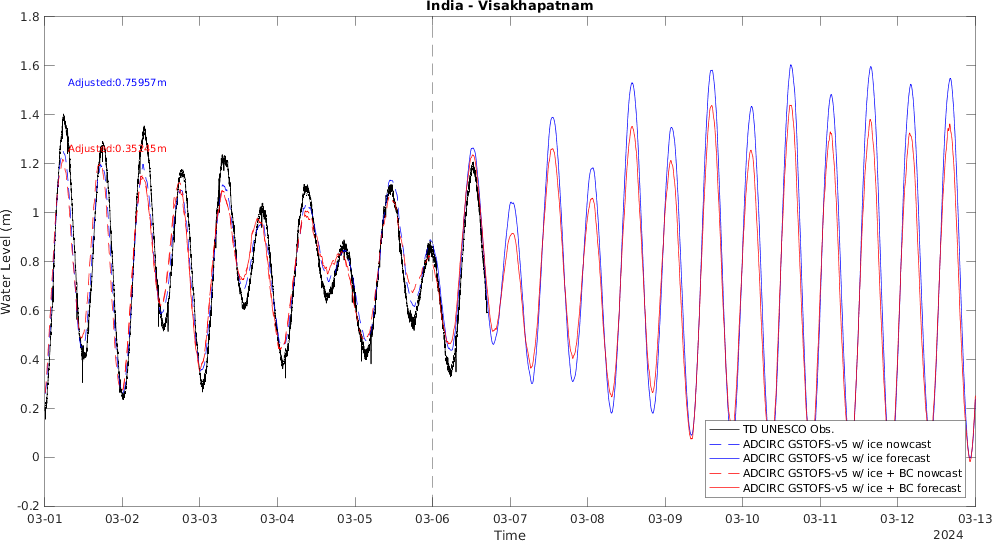 India - Visakhapatnam
1.8
1.6
1.4
1.2
1
0.8
0.6
0.4
0.2
0
-0.2
Water Level (m)
Adjusted:0.75957m
TD UNESCO Obs.
ADCIRC GSTOFS-v5 w/ ice nowcast
ADCIRC GSTOFS-v5 w/ ice forecast
ADCIRC GSTOFS-v5 w/ ice + BC nowcast
ADCIRC GSTOFS-v5 w/ ice + BC forecast
03-01 03-02 03-03 03-04 03-05 03-06 03-07 03-08 03-09 03-10 03-11 03-12 03-13
Time
2024